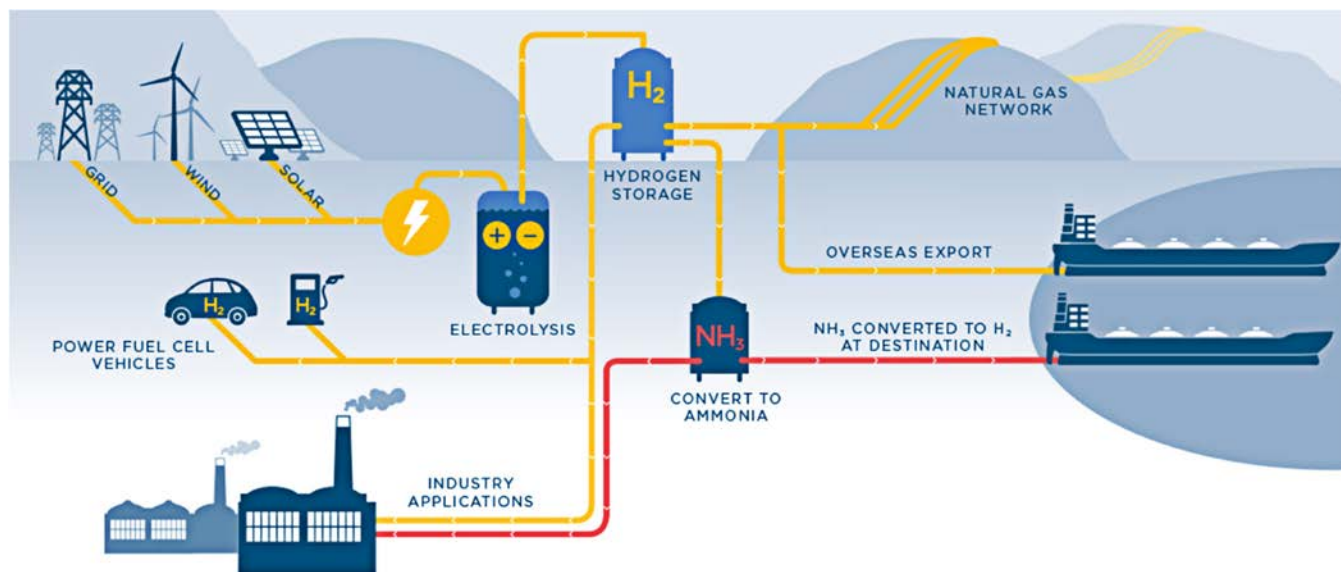 H₂
NATURAL GAS
NETWORK
HYDROGEN
STORAGE
GRID
WIND
SOLAR
+ −
ELECTROLYSIS
OVERSEAS EXPORT
H₂
H₂
POWER FUEL CELL
VEHICLES
NH₃
CONVERT TO
AMMONIA
NH₃ CONVERTED TO H₂
AT DESTINATION
INDUSTRY
APPLICATIONS